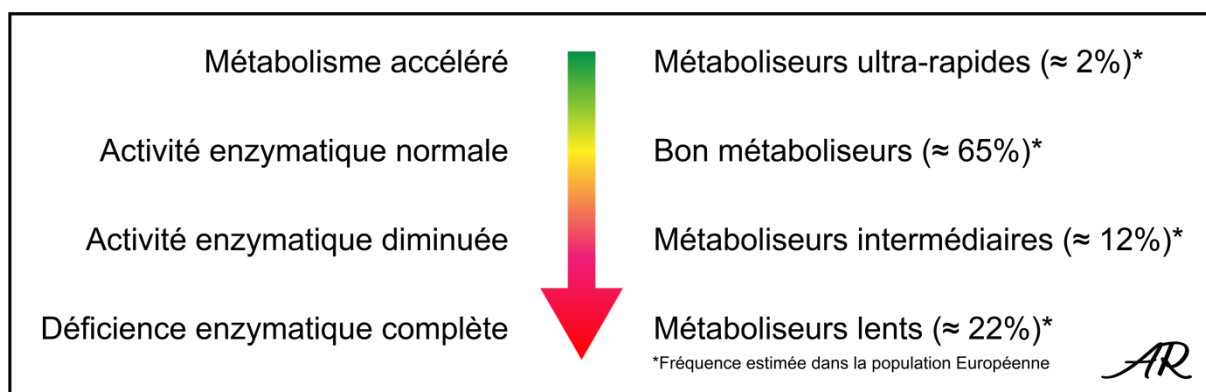 Métabolisme accéléré
Métaboliseurs ultra-rapides (≈ 2%)*
Activité enzymatique normale
Bon métaboliseurs (≈ 65%)*
Activité enzymatique diminuée
Métaboliseurs intermédiaires (≈ 12%)*
Déficience enzymatique complète
Métaboliseurs lents (≈ 22%)*
*Fréquence estimée dans la population Européenne
AR